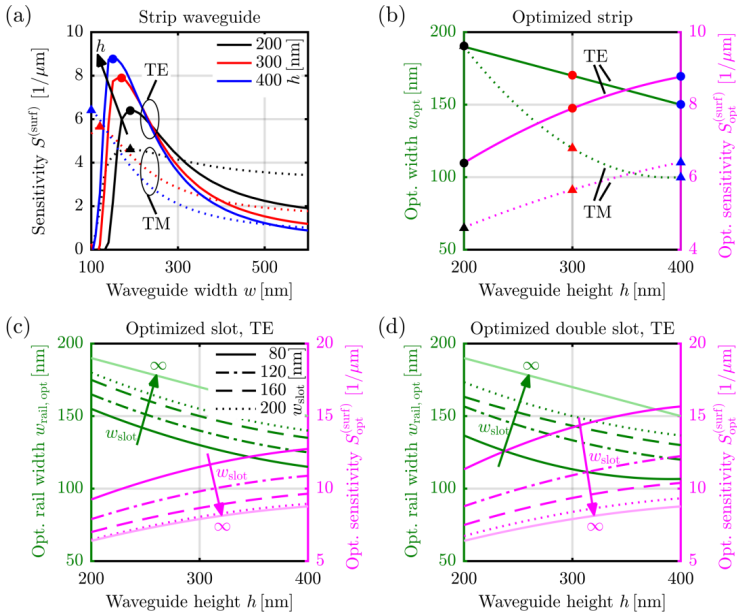 (a) Strip waveguide
Sensitivity S^(surf) [1/μm]
10
8
6
4
2
0
h
TE
TM
200
300
400
h [nm]
100 300 500
Waveguide width w [nm]
(b) Optimized strip
Opt. width w_opt [nm]
200
150
100
50
TE
TM
10
8
6
4
Opt. sensitivity S_opt^(surf) [1/μm]
200 300 400
Waveguide height h [nm]
(c) Optimized slot, TE
Opt. rail width w_rail, opt [nm]
200
150
100
50
∞
w_slot
80
120
160
200
w_slot [nm]
w_slot
∞
20
15
10
5
Opt. sensitivity S_opt^(surf) [1/μm]
200 300 400
Waveguide height h [nm]
(d) Optimized double slot, TE
Opt. rail width w_rail, opt [nm]
200
150
100
50
∞
w_slot
w_slot
∞
20
15
10
5
Opt. sensitivity S_opt^(surf) [1/μm]
200 300 400
Waveguide height h [nm]